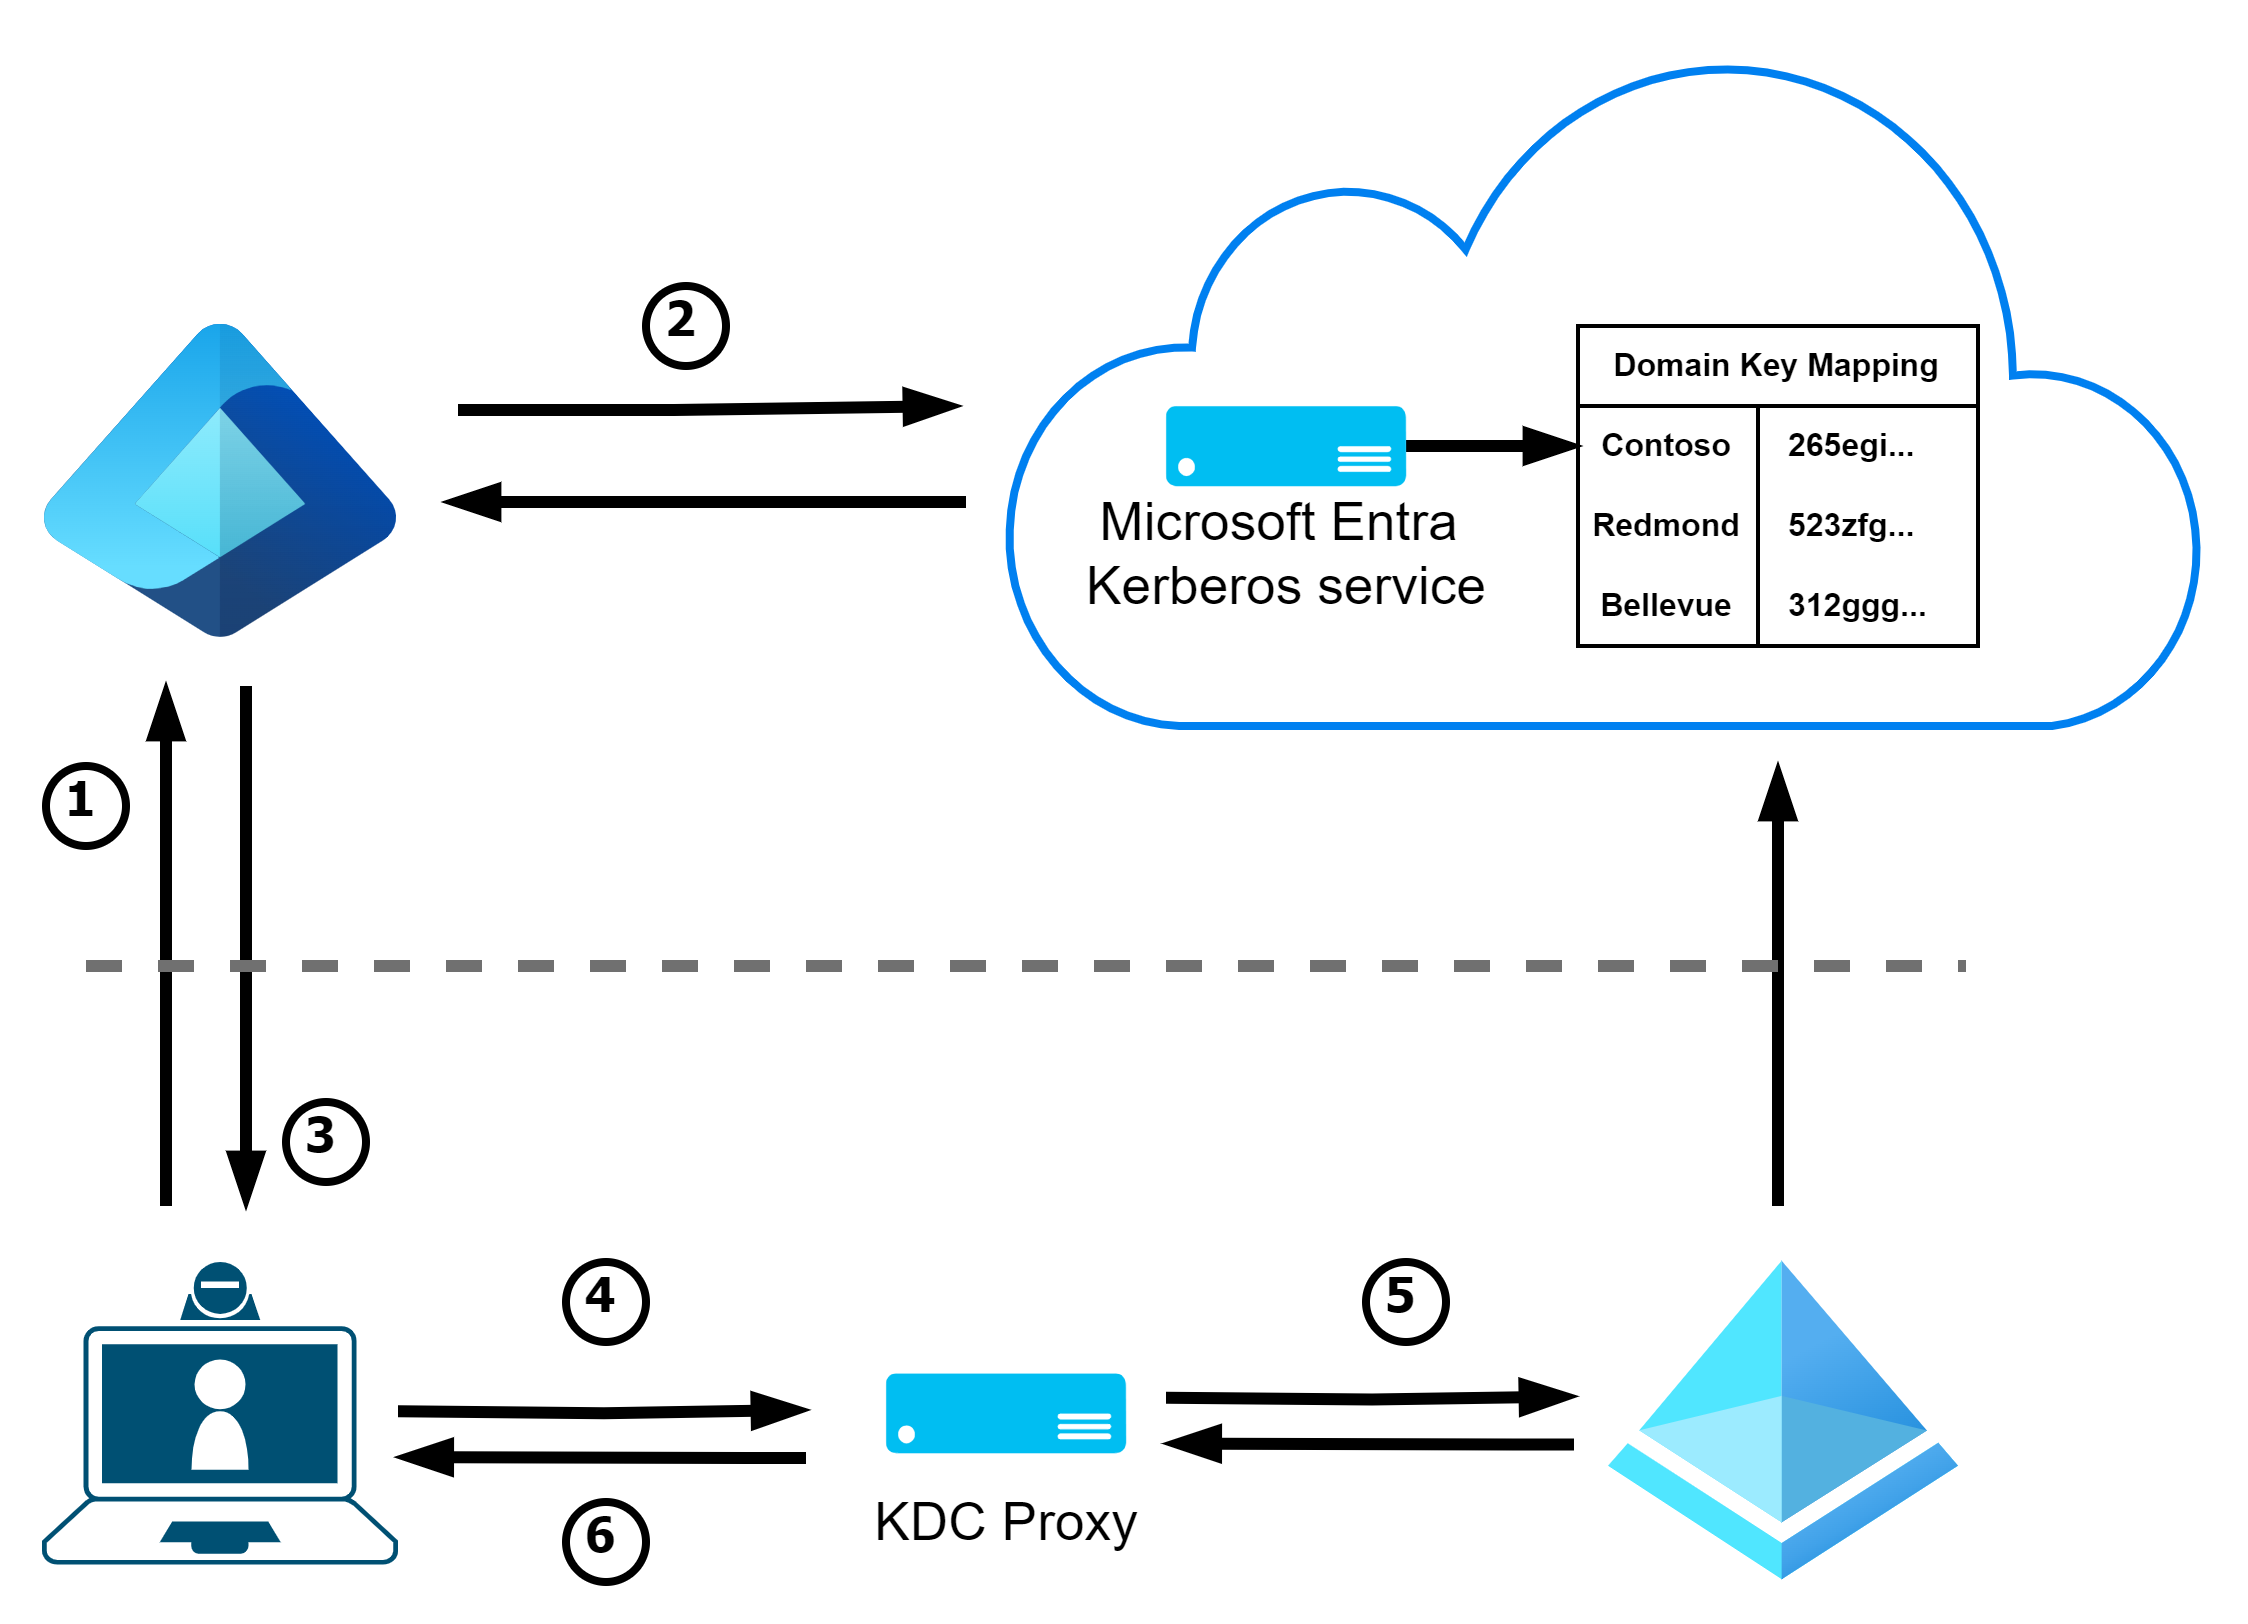 2
Domain Key Mapping
Contoso 265egi...
Redmond 523zfg...
Bellevue 312ggg...
Microsoft Entra
Kerberos service
1
3
4
5
KDC Proxy
6